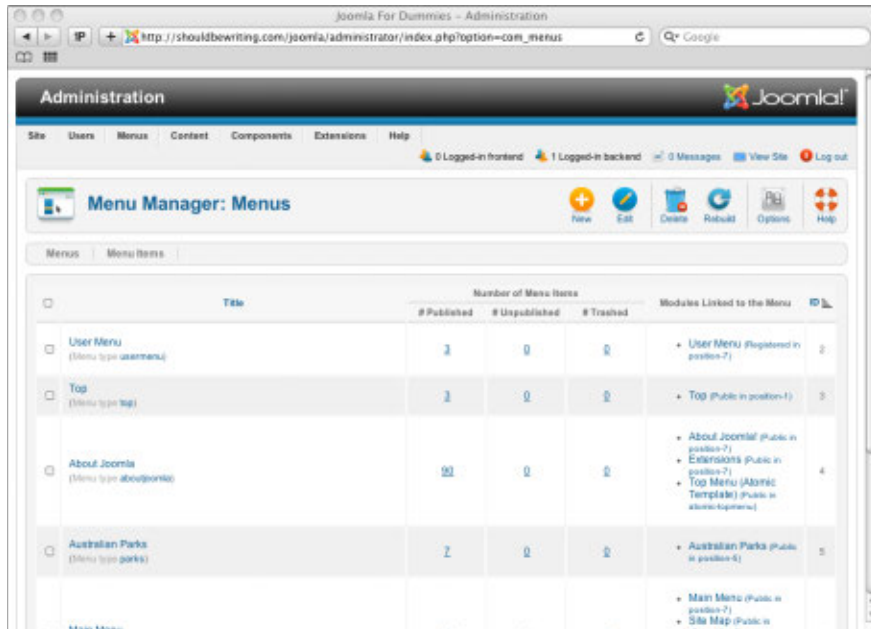 Joomla For Dummies – Administration
http://shouldbewriting.com/joomla/administrator/index.php?option=com_menus
Google
Administration
Joomla!
Site Users Menus Content Components Extensions Help
0 Logged-in frontend 1 Logged-in backend 0 Messages View Site Log out
Menu Manager: Menus
New Edit Delete Rebuild Options Help
Menus Menu Items
Title
Number of Menu Items
# Published # Unpublished # Trashed
Modules Linked to the Menu
ID
User Menu
(Menu type usermenu)
3 0 0
User Menu (Registered in
position-7)
2
Top
(Menu type top)
3 0 0
Top (Public in position-1)
3
About Joomla
(Menu type aboutjoomla)
90 0 0
About Joomla! (Public in
position-7)
Extensions (Public in
position-7)
Top Menu (Atomic
Template) (Public in
atomic-topmenu)
4
Australian Parks
(Menu type parks)
7 0 0
Australian Parks (Public
in position-6)
5
Main Menu
Main Menu (Public in
position-7)
Site Map (Public in